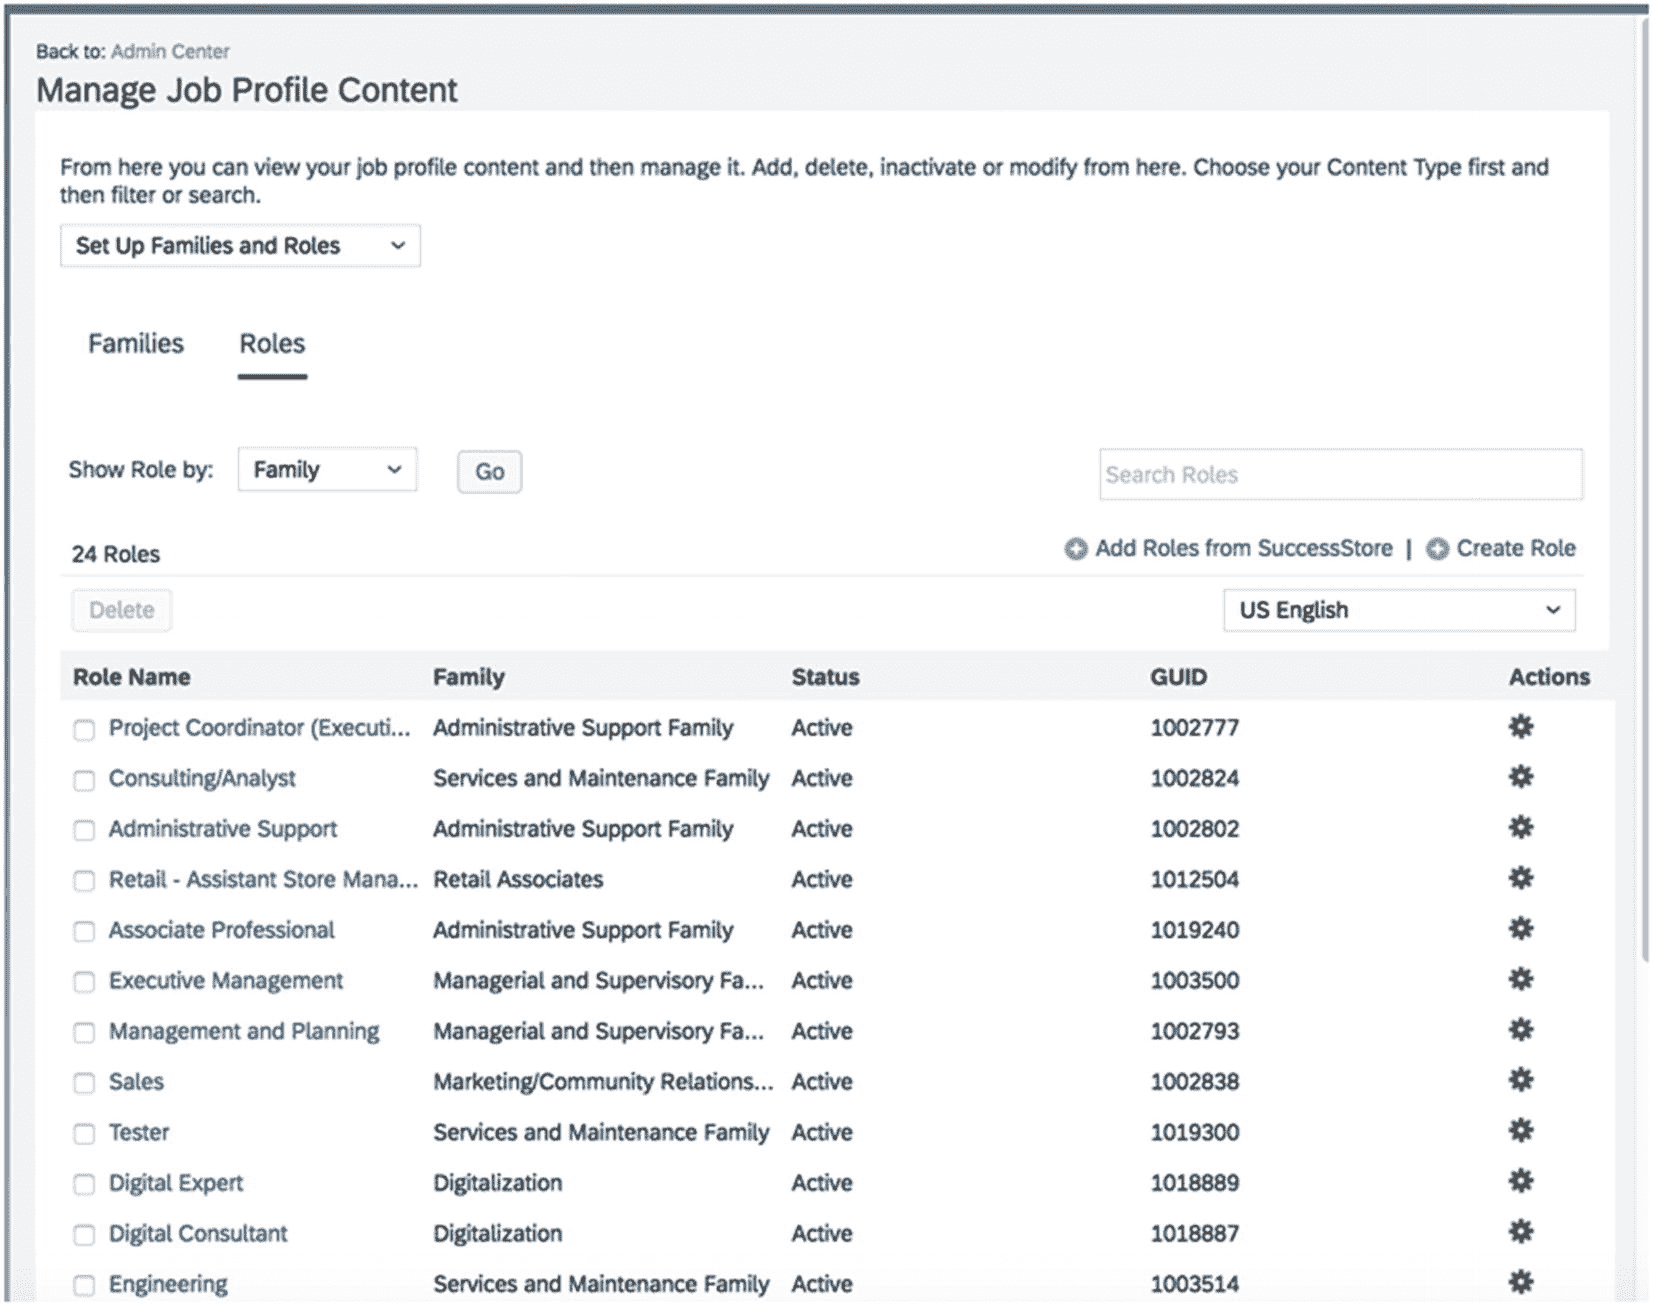 Back to: Admin Center
Manage Job Profile Content
From here you can view your job profile content and then manage it. Add, delete, inactivate or modify from here. Choose your Content Type first and
then filter or search.
Set Up Families and Roles
Families Roles
Show Role by: Family Go Search Roles
24 Roles Add Roles from SuccessStore | Create Role
Delete US English
Role Name Family Status GUID Actions
Project Coordinator (Executi... Administrative Support Family Active 1002777
Consulting/Analyst Services and Maintenance Family Active 1002824
Administrative Support Administrative Support Family Active 1002802
Retail - Assistant Store Mana... Retail Associates Active 1012504
Associate Professional Administrative Support Family Active 1019240
Executive Management Managerial and Supervisory Fa... Active 1003500
Management and Planning Managerial and Supervisory Fa... Active 1002793
Sales Marketing/Community Relations... Active 1002838
Tester Services and Maintenance Family Active 1019300
Digital Expert Digitalization Active 1018889
Digital Consultant Digitalization Active 1018887
Engineering Services and Maintenance Family Active 1003514